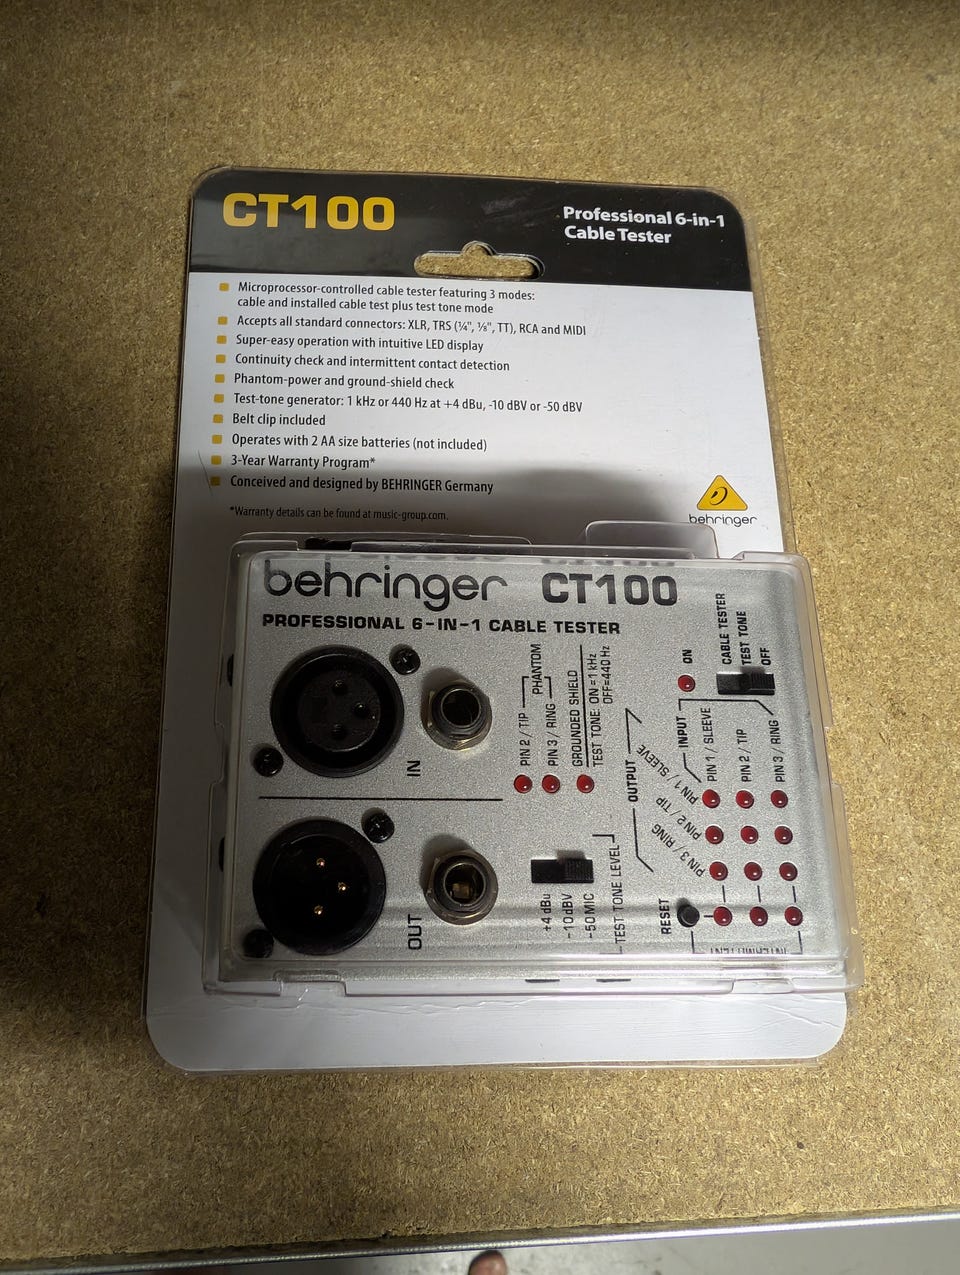 CT100
Professional 6-in-1
Cable Tester
Microprocessor-controlled cable tester featuring 3 modes:
cable and installed cable test plus test tone mode
Accepts all standard connectors: XLR, TRS (¼", ⅛", TT), RCA and MIDI
Super-easy operation with intuitive LED display
Continuity check and intermittent contact detection
Phantom-power and ground-shield check
Test-tone generator: 1 kHz or 440 Hz at +4 dBu, -10 dBV or -50 dBV
Belt clip included
Operates with 2 AA size batteries (not included)
3-Year Warranty Program*
Conceived and designed by BEHRINGER Germany
*Warranty details can be found at music-group.com.
behringer
behringer CT100
PROFESSIONAL 6-IN-1 CABLE TESTER
IN
OUT
PIN 2 / TIP
PIN 3 / RING
PHANTOM
GROUNDED SHIELD
TEST TONE: ON=1 kHz
OFF=440 Hz
ON
CABLE TESTER
TEST TONE
OFF
OUTPUT
PIN 1 / SLEEVE
PIN 2 / TIP
PIN 3 / RING
INPUT
PIN 1 / SLEEVE
PIN 2 / TIP
PIN 3 / RING
+4 dBu
-10 dBV
-50 MIC
TEST TONE LEVEL
RESET